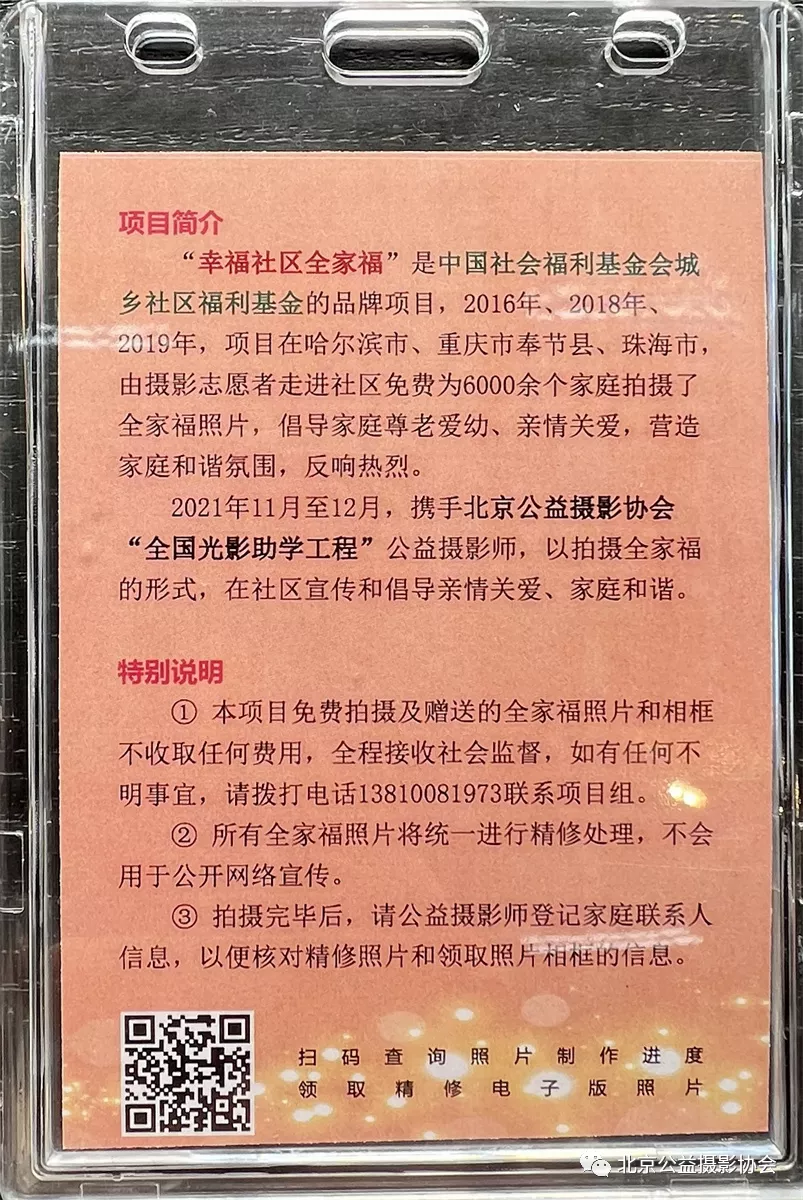 项目简介
“幸福社区全家福”是中国社会福利基金会城
乡社区福利基金的品牌项目，2016年、2018年、
2019年，项目在哈尔滨市、重庆市奉节县、珠海市，
由摄影志愿者走进社区免费为6000余个家庭拍摄了
全家福照片，倡导家庭尊老爱幼、亲情关爱，营造
家庭和谐氛围，反响热烈。
2021年11月至12月，携手北京公益摄影协会
“全国光影助学工程”公益摄影师，以拍摄全家福
的形式，在社区宣传和倡导亲情关爱、家庭和谐。
特别说明
① 本项目免费拍摄及赠送的全家福照片和相框
不收取任何费用，全程接收社会监督，如有任何不
明事宜，请拨打电话13810081973联系项目组。
② 所有全家福照片将统一进行精修处理，不会
用于公开网络宣传。
③ 拍摄完毕后，请公益摄影师登记家庭联系人
信息，以便核对精修照片和领取照片相框的信息。
扫码查询照片制作进度
领取精修电子版照片
北京公益摄影协会